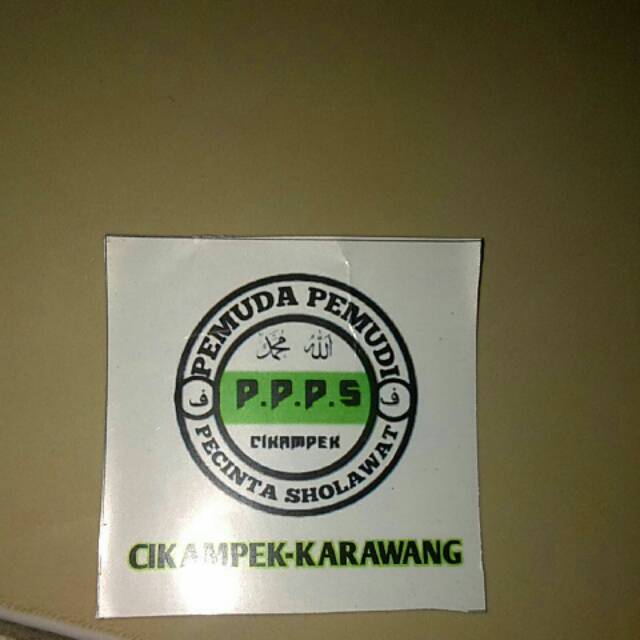 PEMUDA PEMUDI
محمد الله
ف P.P.P.S ف
CIKAMPEK
PECINTA SHOLAWAT
CIKAMPEK-KARAWANG